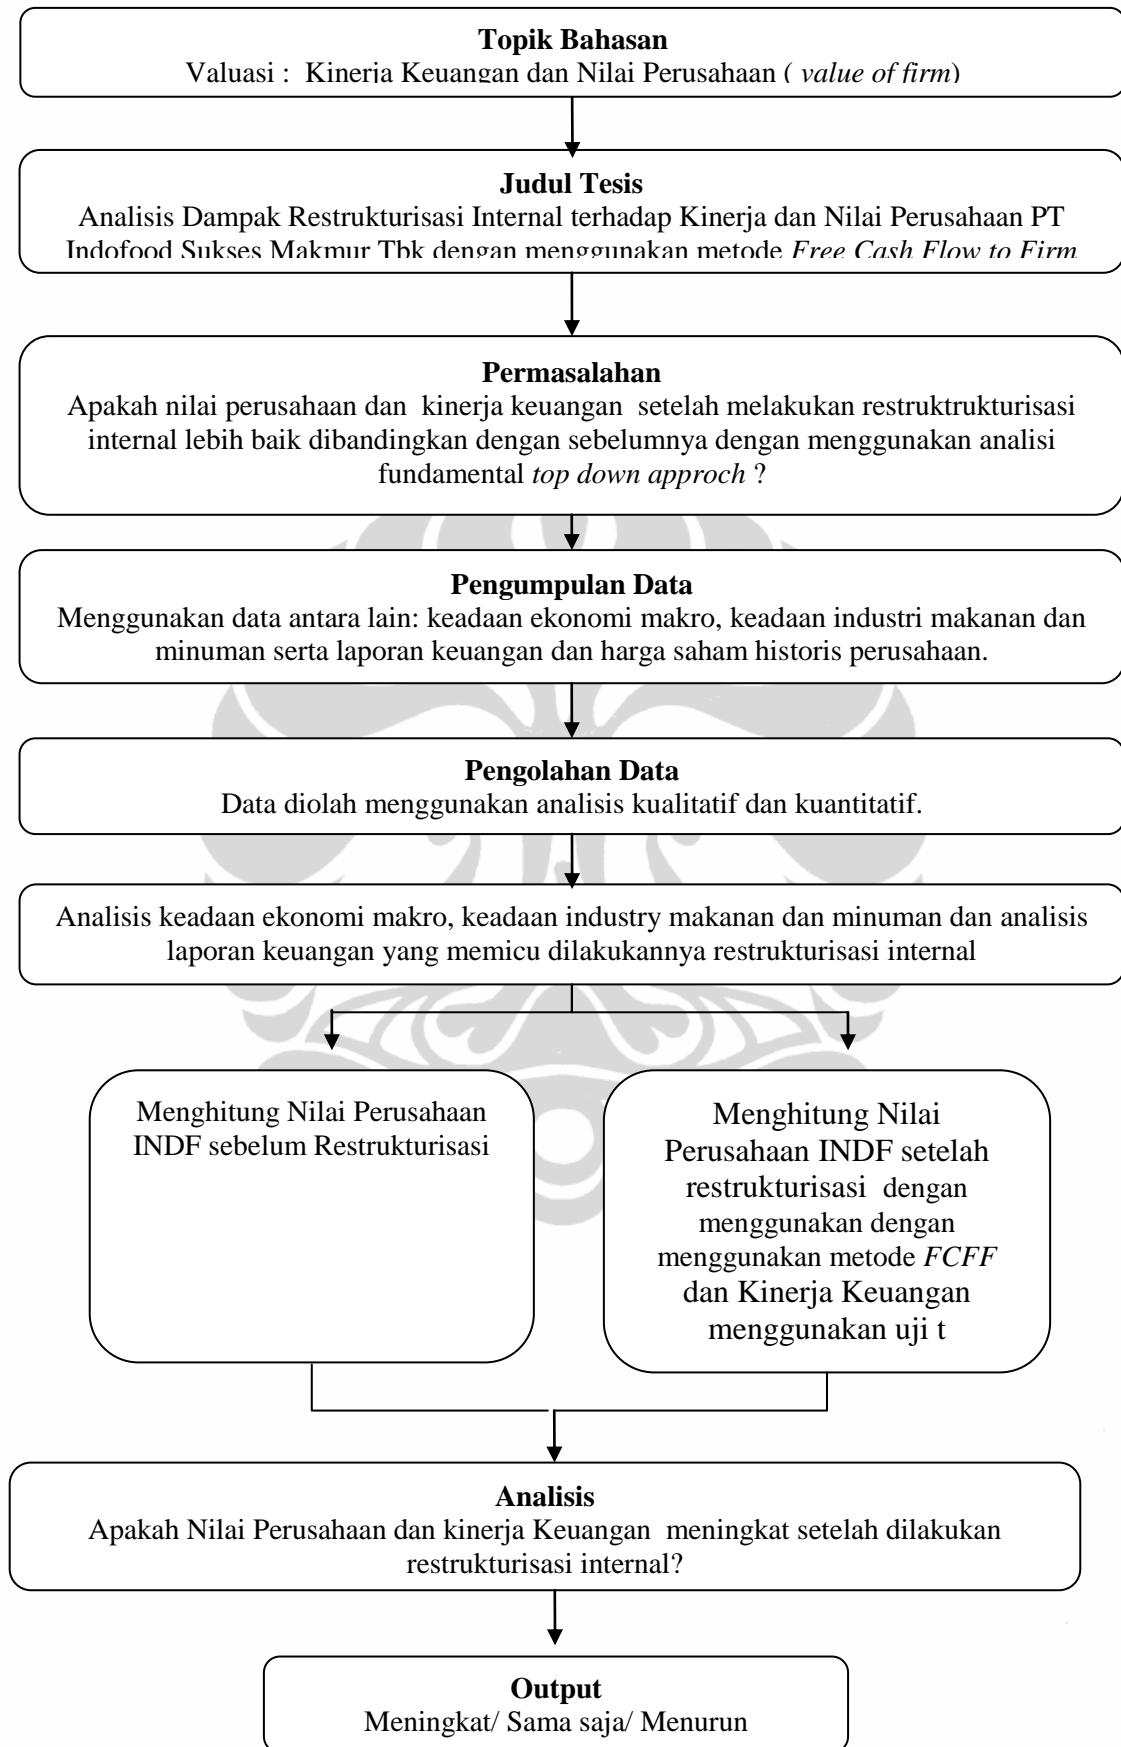 Topik Bahasan
Valuasi : Kinerja Keuangan dan Nilai Perusahaan ( value of firm)
Judul Tesis
Analisis Dampak Restrukturisasi Internal terhadap Kinerja dan Nilai Perusahaan PT
Indofood Sukses Makmur Tbk dengan menggunakan metode Free Cash Flow to Firm
Permasalahan
Apakah nilai perusahaan dan kinerja keuangan setelah melakukan restruktrukturisasi
internal lebih baik dibandingkan dengan sebelumnya dengan menggunakan analisi
fundamental top down approch ?
Pengumpulan Data
Menggunakan data antara lain: keadaan ekonomi makro, keadaan industri makanan dan
minuman serta laporan keuangan dan harga saham historis perusahaan.
Pengolahan Data
Data diolah menggunakan analisis kualitatif dan kuantitatif.
Analisis keadaan ekonomi makro, keadaan industry makanan dan minuman dan analisis
laporan keuangan yang memicu dilakukannya restrukturisasi internal
Menghitung Nilai Perusahaan
INDF sebelum Restrukturisasi
Menghitung Nilai
Perusahaan INDF setelah
restrukturisasi dengan
menggunakan dengan
menggunakan metode FCFF
dan Kinerja Keuangan
menggunakan uji t
Analisis
Apakah Nilai Perusahaan dan kinerja Keuangan meningkat setelah dilakukan
restrukturisasi internal?
Output
Meningkat/ Sama saja/ Menurun